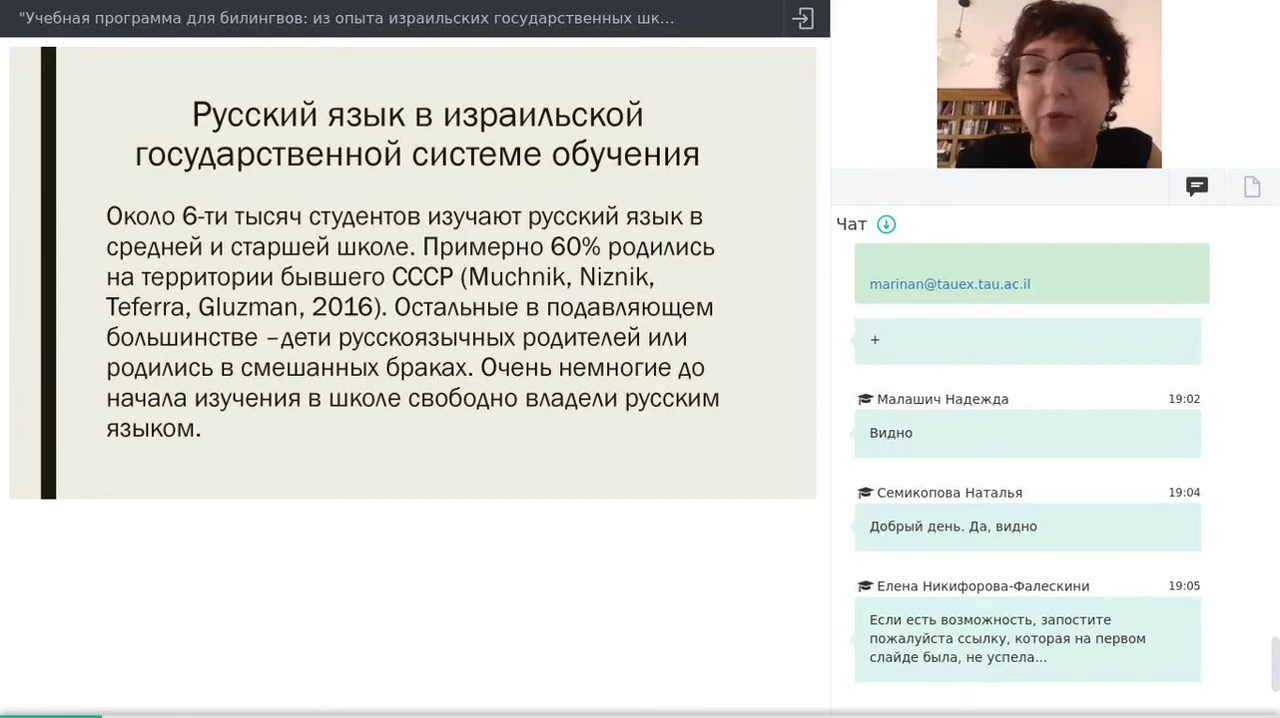 "Учебная программа для билингвов: из опыта израильских государственных шк...
Русский язык в израильской
государственной системе обучения
Около 6-ти тысяч студентов изучают русский язык в
средней и старшей школе. Примерно 60% родились
на территории бывшего СССР (Muchnik, Niznik,
Teferra, Gluzman, 2016). Остальные в подавляющем
большинстве –дети русскоязычных родителей или
родились в смешанных браках. Очень немногие до
начала изучения в школе свободно владели русским
языком.
Чат
marinan@tauex.tau.ac.il
+
Малашич Надежда 19:02
Видно
Семикопова Наталья 19:04
Добрый день. Да, видно
Елена Никифорова-Фалескини 19:05
Если есть возможность, запостите
пожалуйста ссылку, которая на первом
слайде была, не успела...